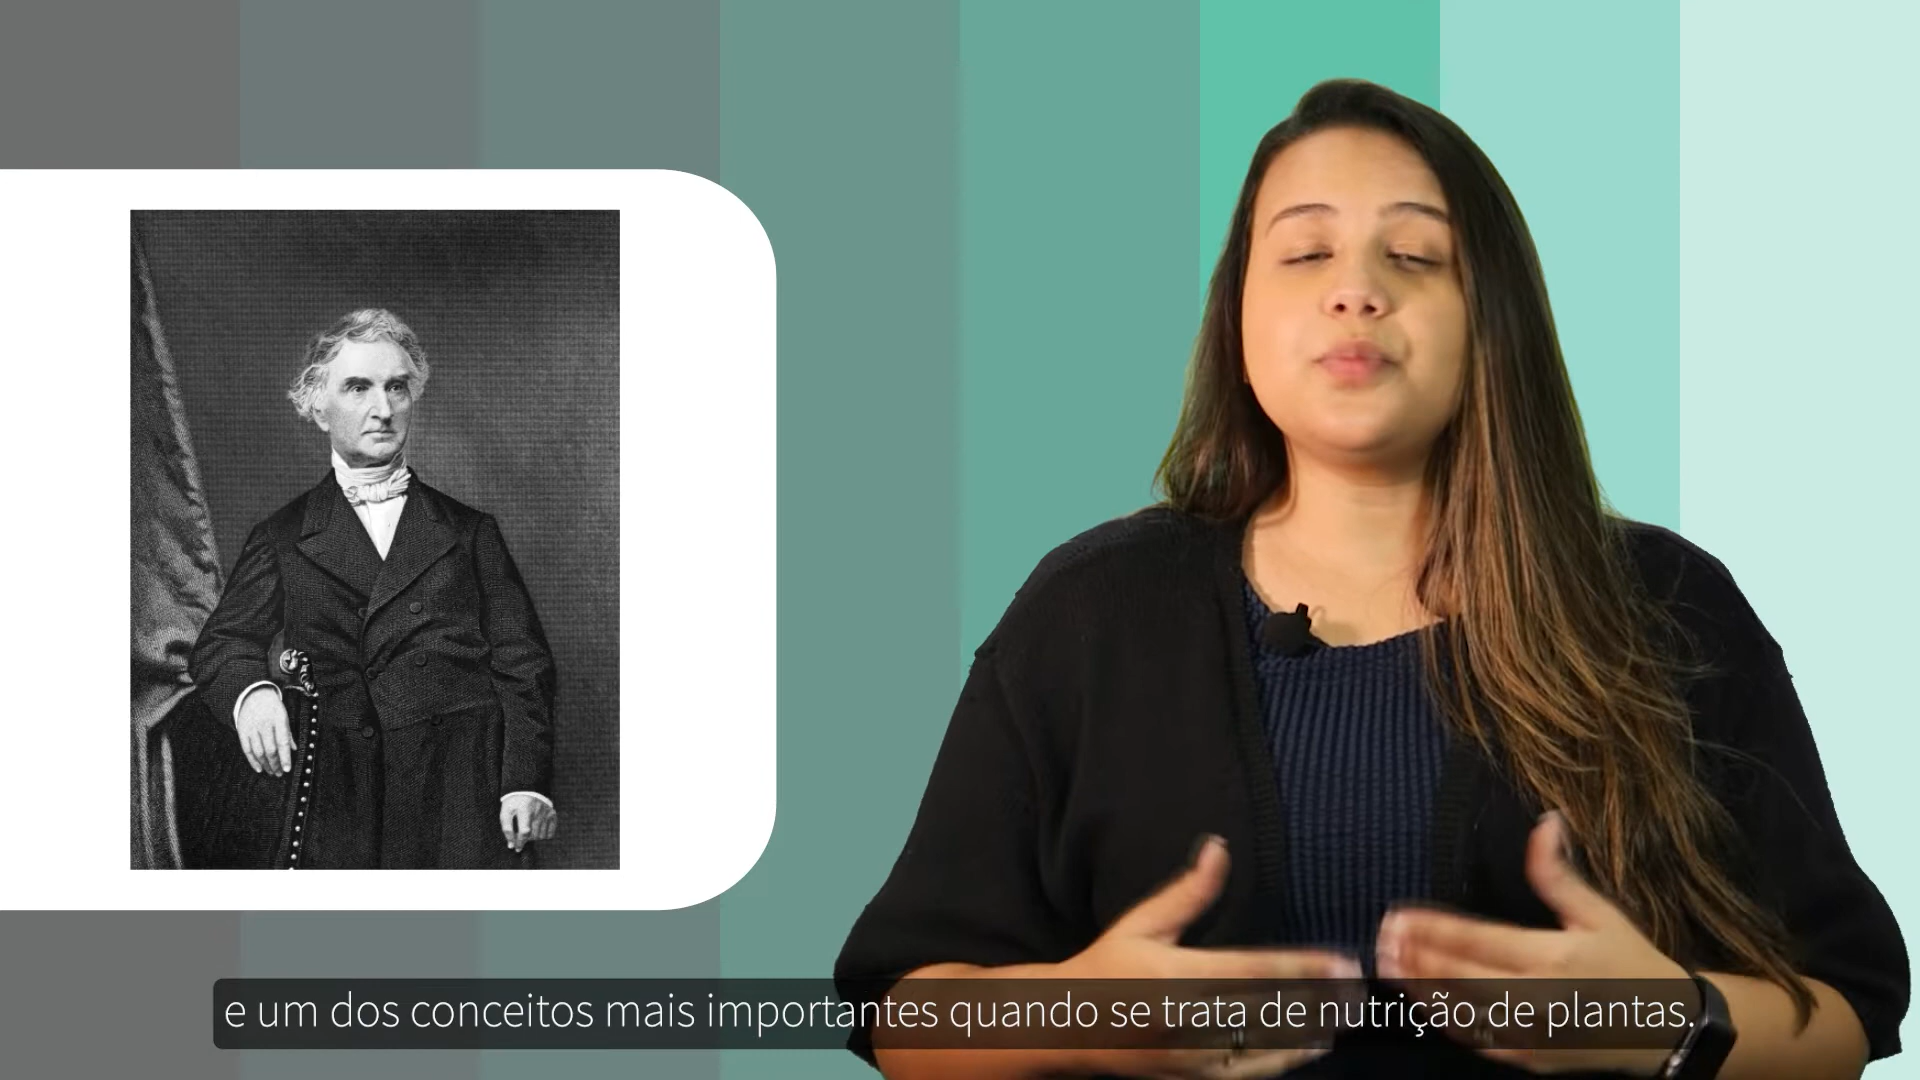 e um dos conceitos mais importantes quando se trata de nutrição de plantas.